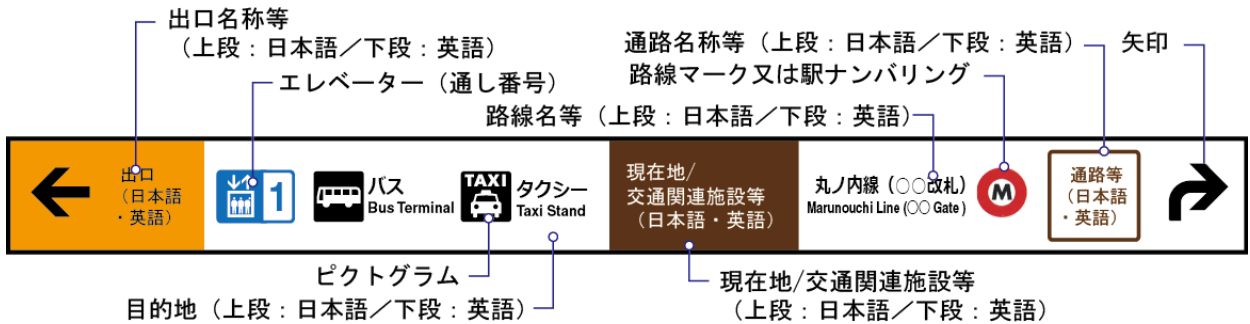 出口名称等
（上段：日本語／下段：英語）
エレベーター（通し番号）
通路名称等（上段：日本語／下段：英語）
矢印
路線マーク又は駅ナンバリング
路線名等（上段：日本語／下段：英語）
出口
（日本語
・英語）
1
バス
Bus Terminal
TAXI
タクシー
Taxi Stand
現在地/
交通関連施設等
（日本語・英語）
丸ノ内線（○○改札）
Marunouchi Line (○○ Gate)
M
通路等
（日本語
・英語）
ピクトグラム
目的地（上段：日本語／下段：英語）
現在地/交通関連施設等
（上段：日本語／下段：英語）